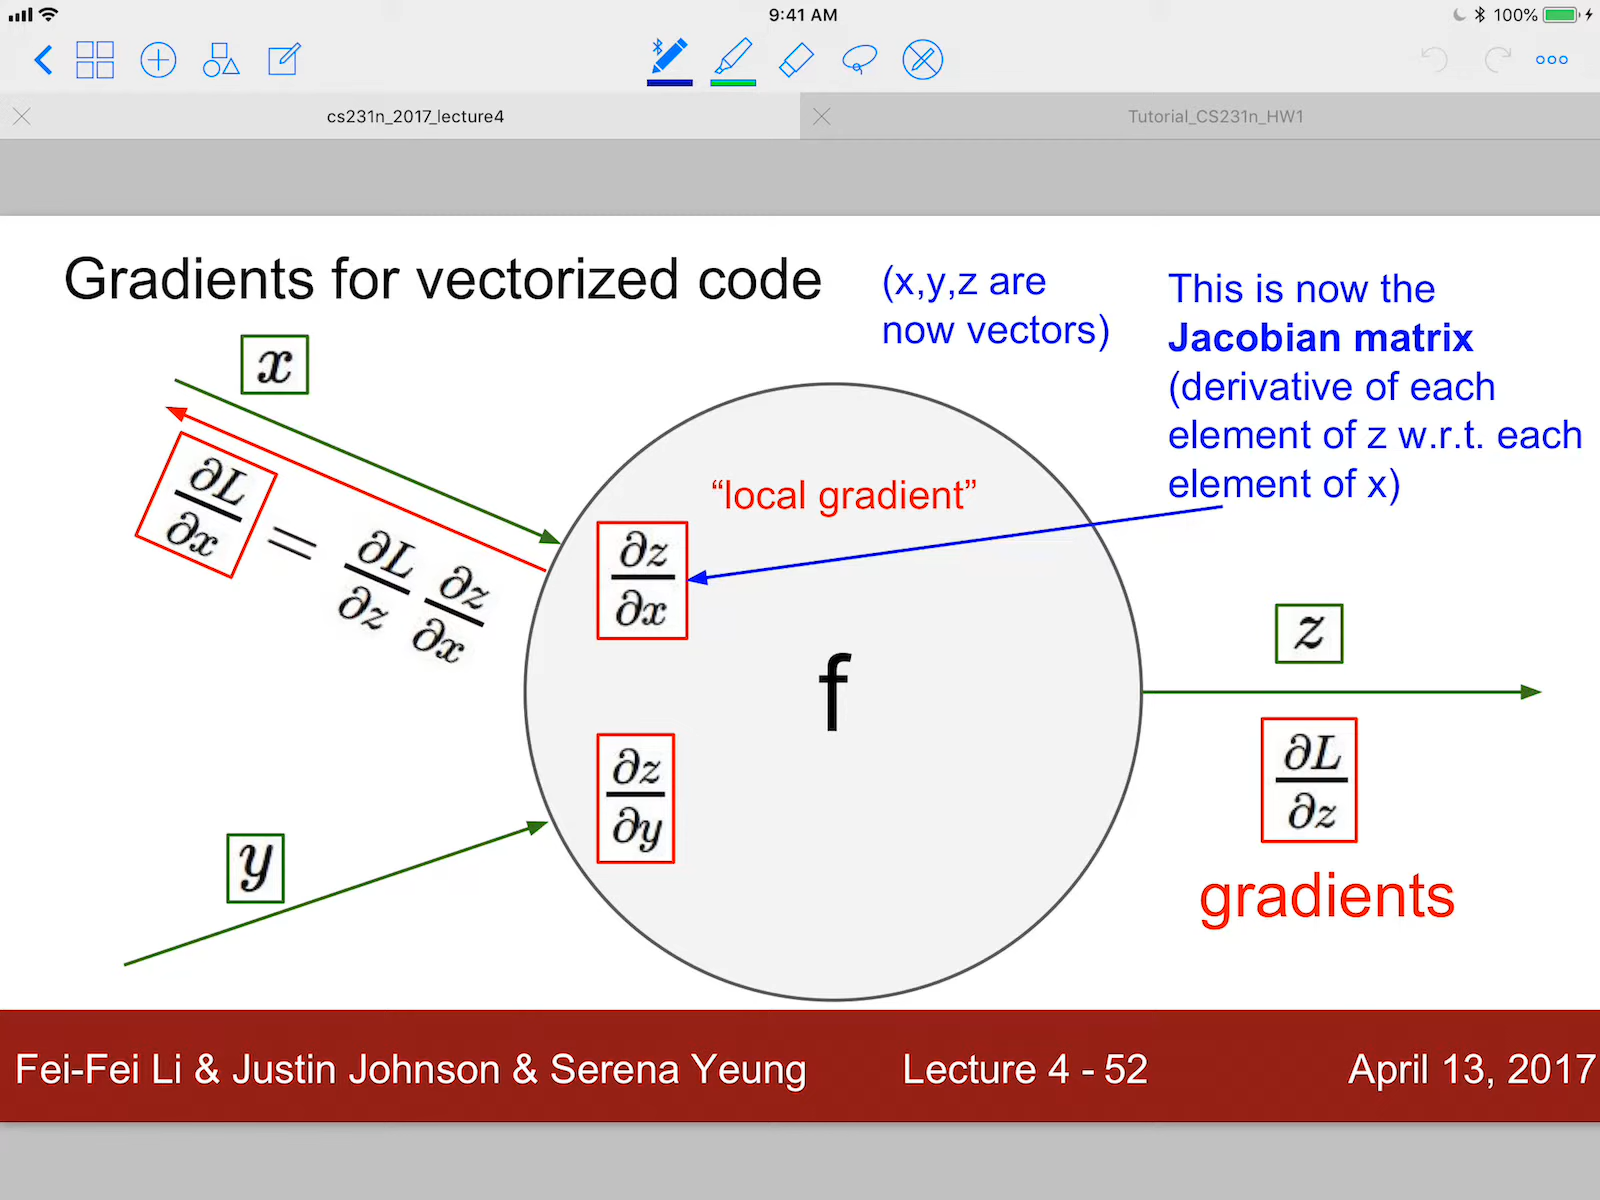 9:41 AM
100%
cs231n_2017_lecture4
Tutorial_CS231n_HW1
Gradients for vectorized code
(x,y,z are
now vectors)
This is now the
Jacobian matrix
(derivative of each
element of z w.r.t. each
element of x)
x
∂L/∂x = ∂L/∂z ∂z/∂x
“local gradient”
∂z/∂x
f
z
∂L/∂z
∂z/∂y
y
gradients
Fei-Fei Li & Justin Johnson & Serena Yeung
Lecture 4 - 52
April 13, 2017